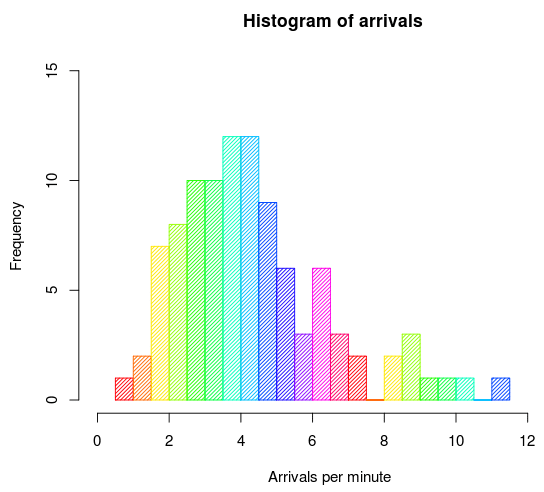 Histogram of arrivals
15
10
5
0
Frequency
0 2 4 6 8 10 12
Arrivals per minute